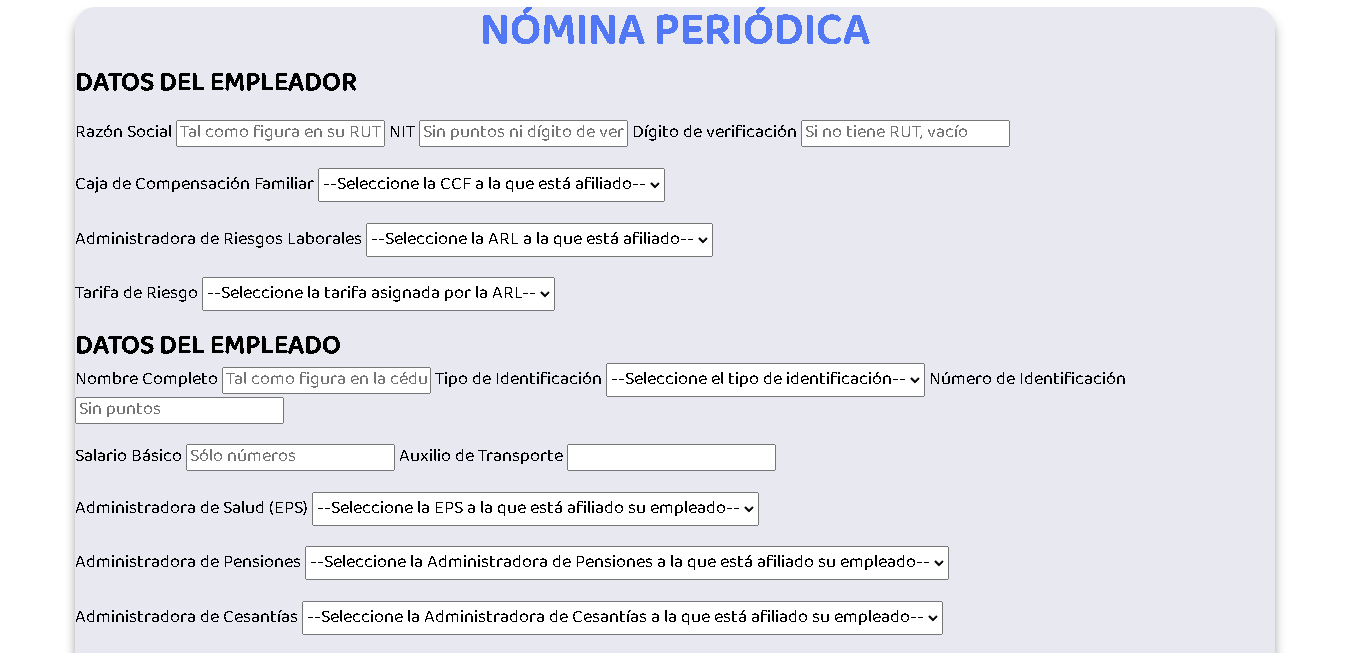 NÓMINA PERIÓDICA
DATOS DEL EMPLEADOR
Razón Social Tal como figura en su RUT NIT Sin puntos ni dígito de ver Dígito de verificación Si no tiene RUT, vacío
Caja de Compensación Familiar --Seleccione la CCF a la que está afiliado--
Administradora de Riesgos Laborales --Seleccione la ARL a la que está afiliado--
Tarifa de Riesgo --Seleccione la tarifa asignada por la ARL--
DATOS DEL EMPLEADO
Nombre Completo Tal como figura en la cédu Tipo de Identificación --Seleccione el tipo de identificación-- Número de Identificación
Sin puntos
Salario Básico Sólo números Auxilio de Transporte
Administradora de Salud (EPS) --Seleccione la EPS a la que está afiliado su empleado--
Administradora de Pensiones --Seleccione la Administradora de Pensiones a la que está afiliado su empleado--
Administradora de Cesantías --Seleccione la Administradora de Cesantías a la que está afiliado su empleado--